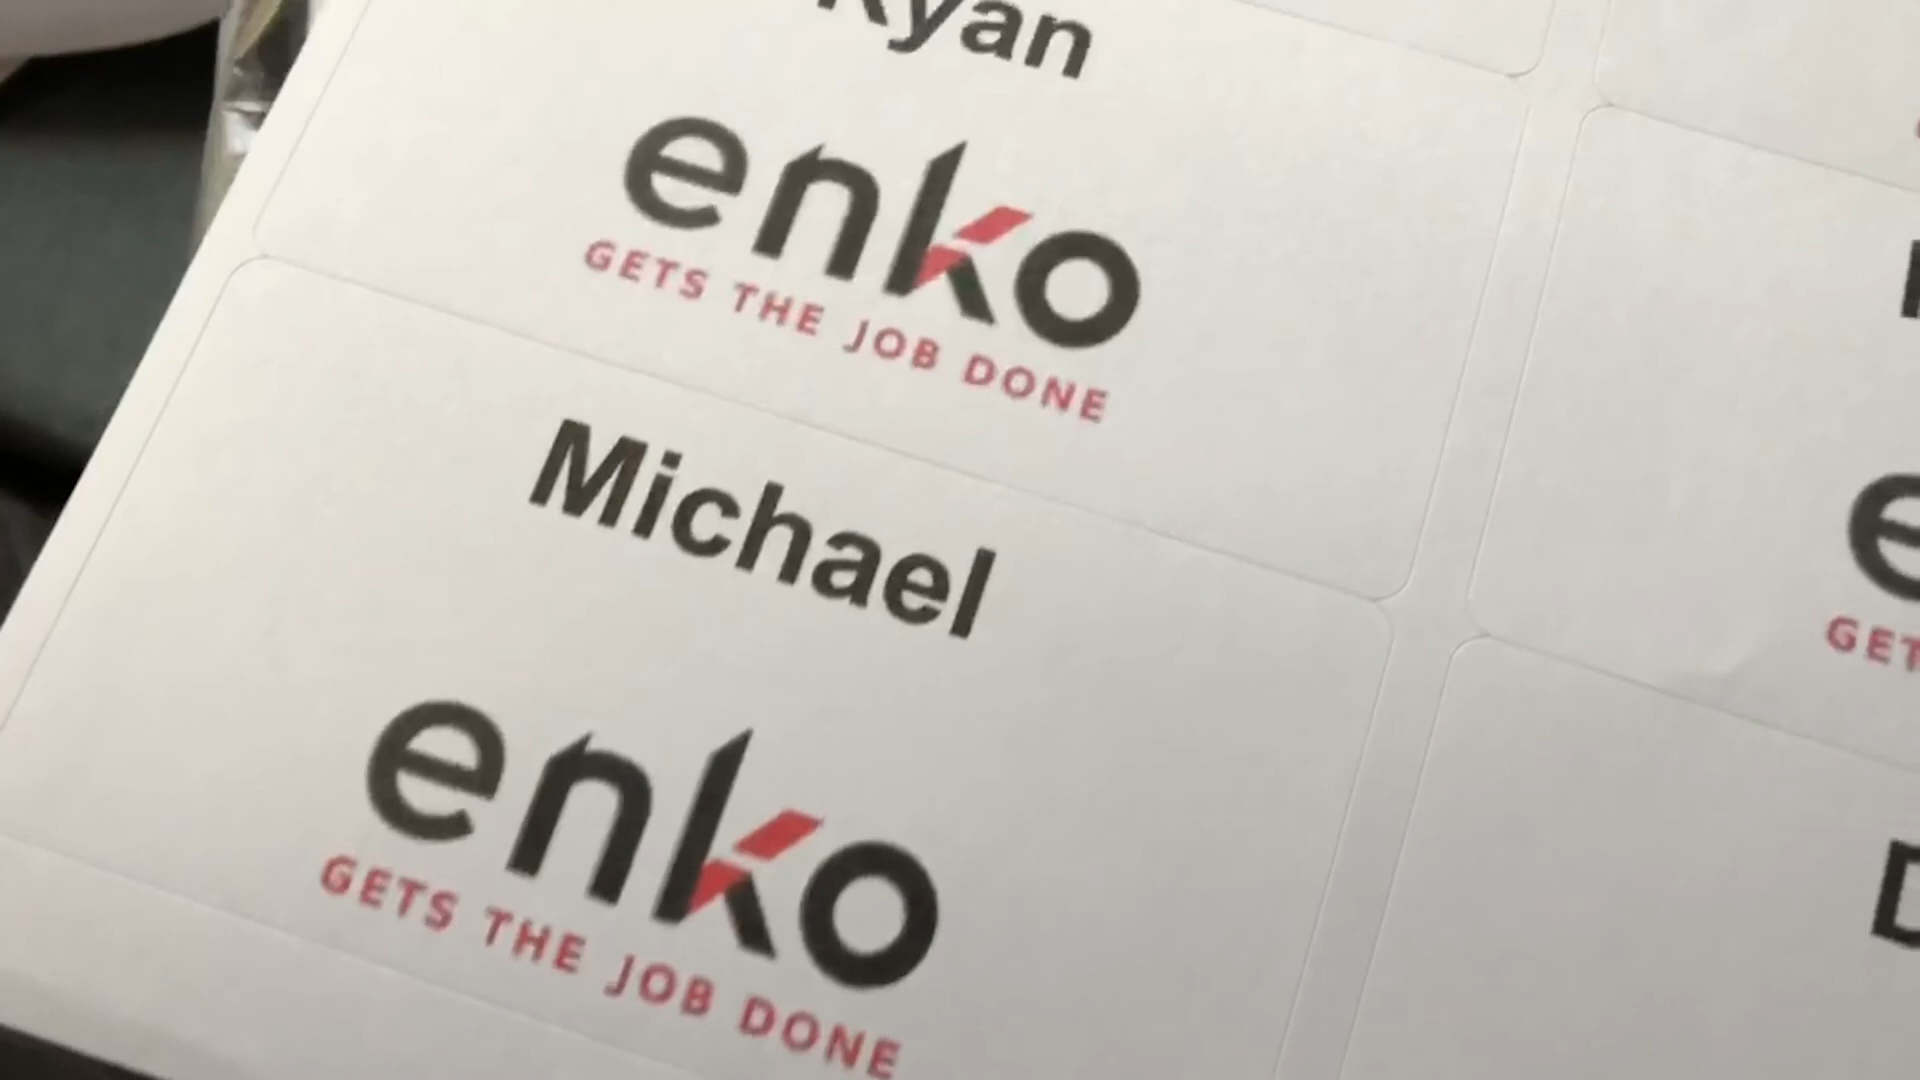 Ryan
enko
GETS THE JOB DONE
Michael
enko
GETS THE JOB DONE